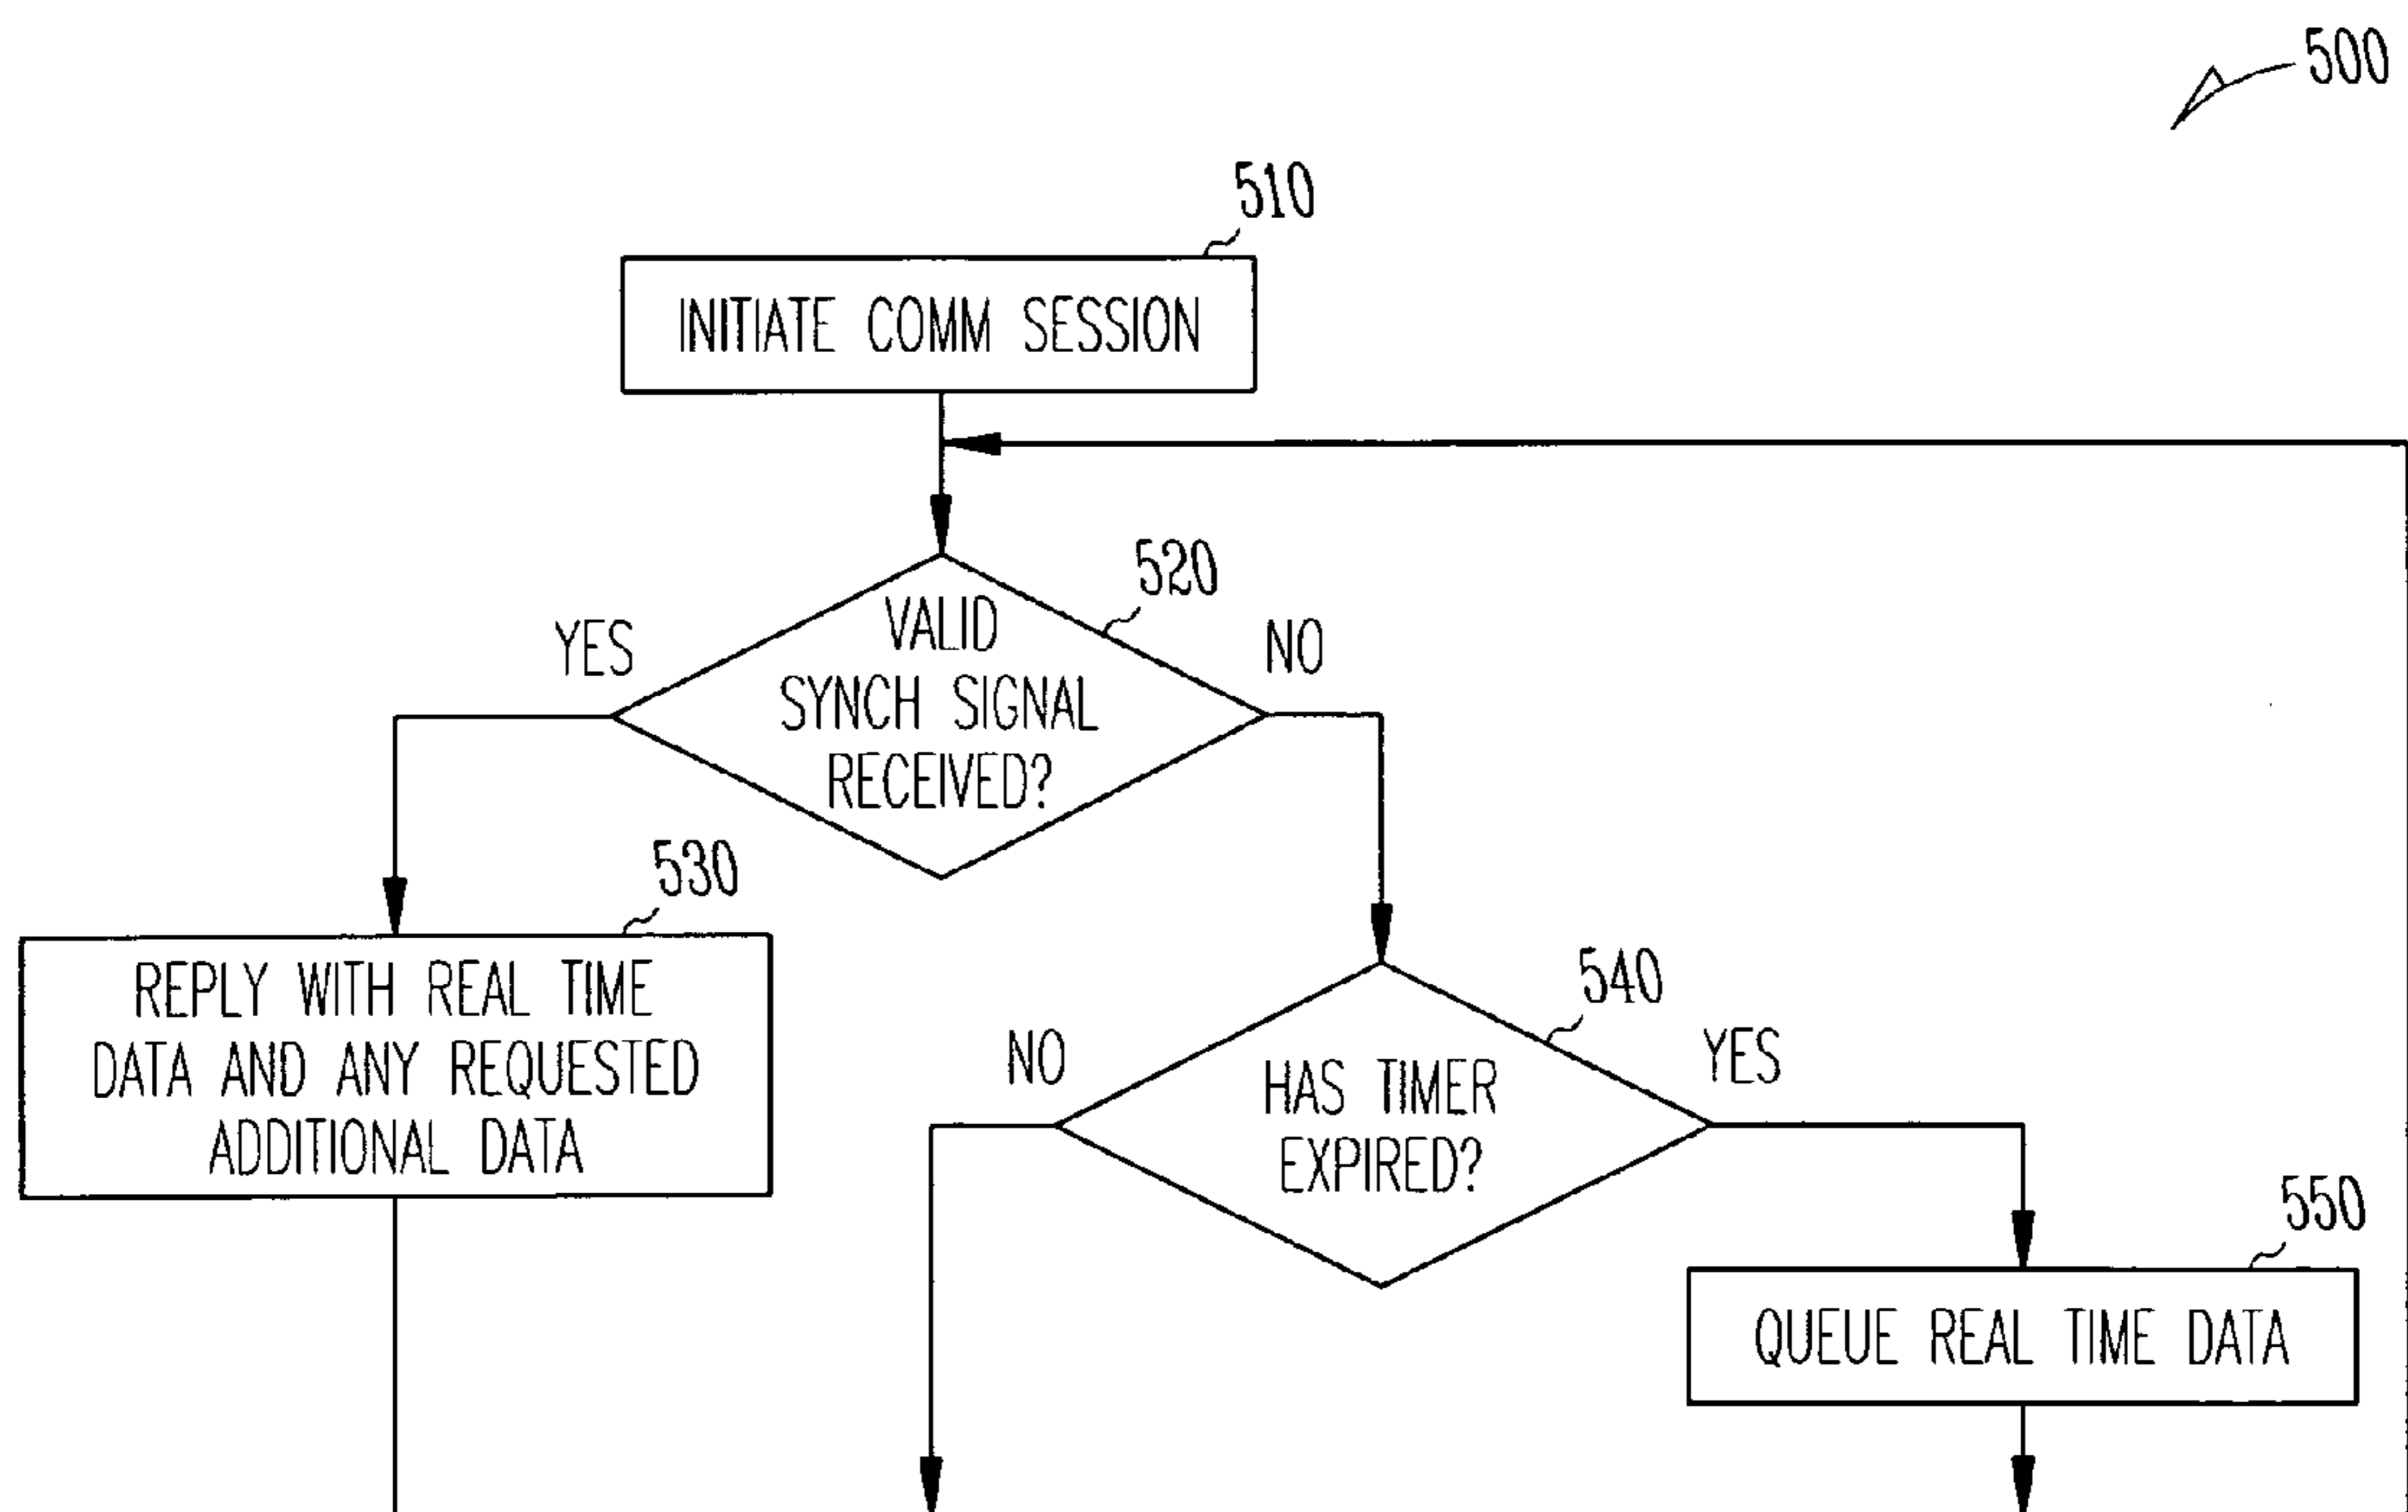 500
510
INITIATE COMM SESSION
520
YES
NO
VALID
SYNCH SIGNAL
RECEIVED?
530
REPLY WITH REAL TIME
DATA AND ANY REQUESTED
ADDITIONAL DATA
540
NO
YES
HAS TIMER
EXPIRED?
550
QUEUE REAL TIME DATA